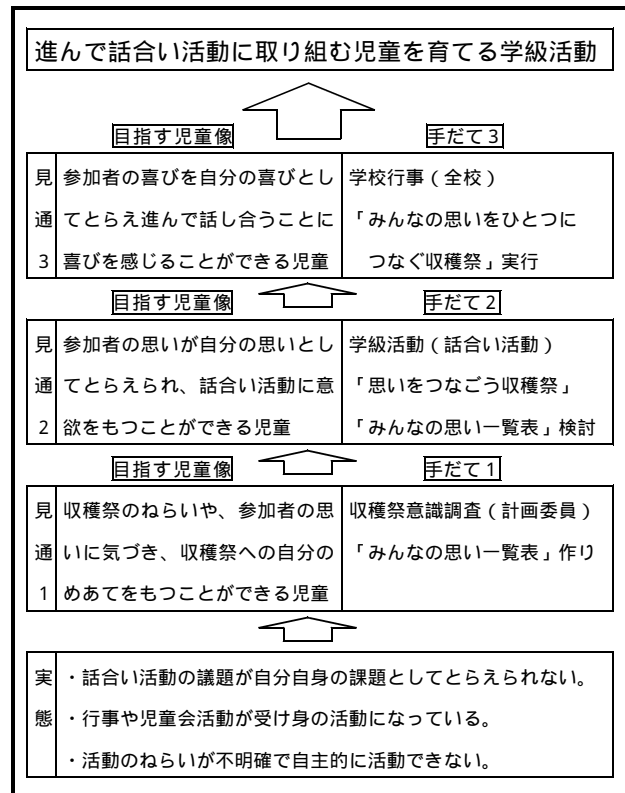 進んで話合い活動に取り組む児童を育てる学級活動
目指す児童像
手だて3
見通3
参加者の喜びを自分の喜びとし
てとらえ進んで話し合うことに
喜びを感じることができる児童
学校行事(全校)
「みんなの思いをひとつに
つなぐ収穫祭」実行
目指す児童像
手だて2
見通2
参加者の思いが自分の思いとし
てとらえられ、話合い活動に意
欲をもつことができる児童
学級活動(話合い活動)
「思いをつなごう収穫祭」
「みんなの思い一覧表」検討
目指す児童像
手だて1
見通1
収穫祭のねらいや、参加者の思
いに気づき、収穫祭への自分の
めあてをもつことができる児童
収穫祭意識調査(計画委員)
「みんなの思い一覧表」作り
実態
・話合い活動の議題が自分自身の課題としてとらえられない。
・行事や児童会活動が受け身の活動になっている。
・活動のねらいが不明確で自主的に活動できない。